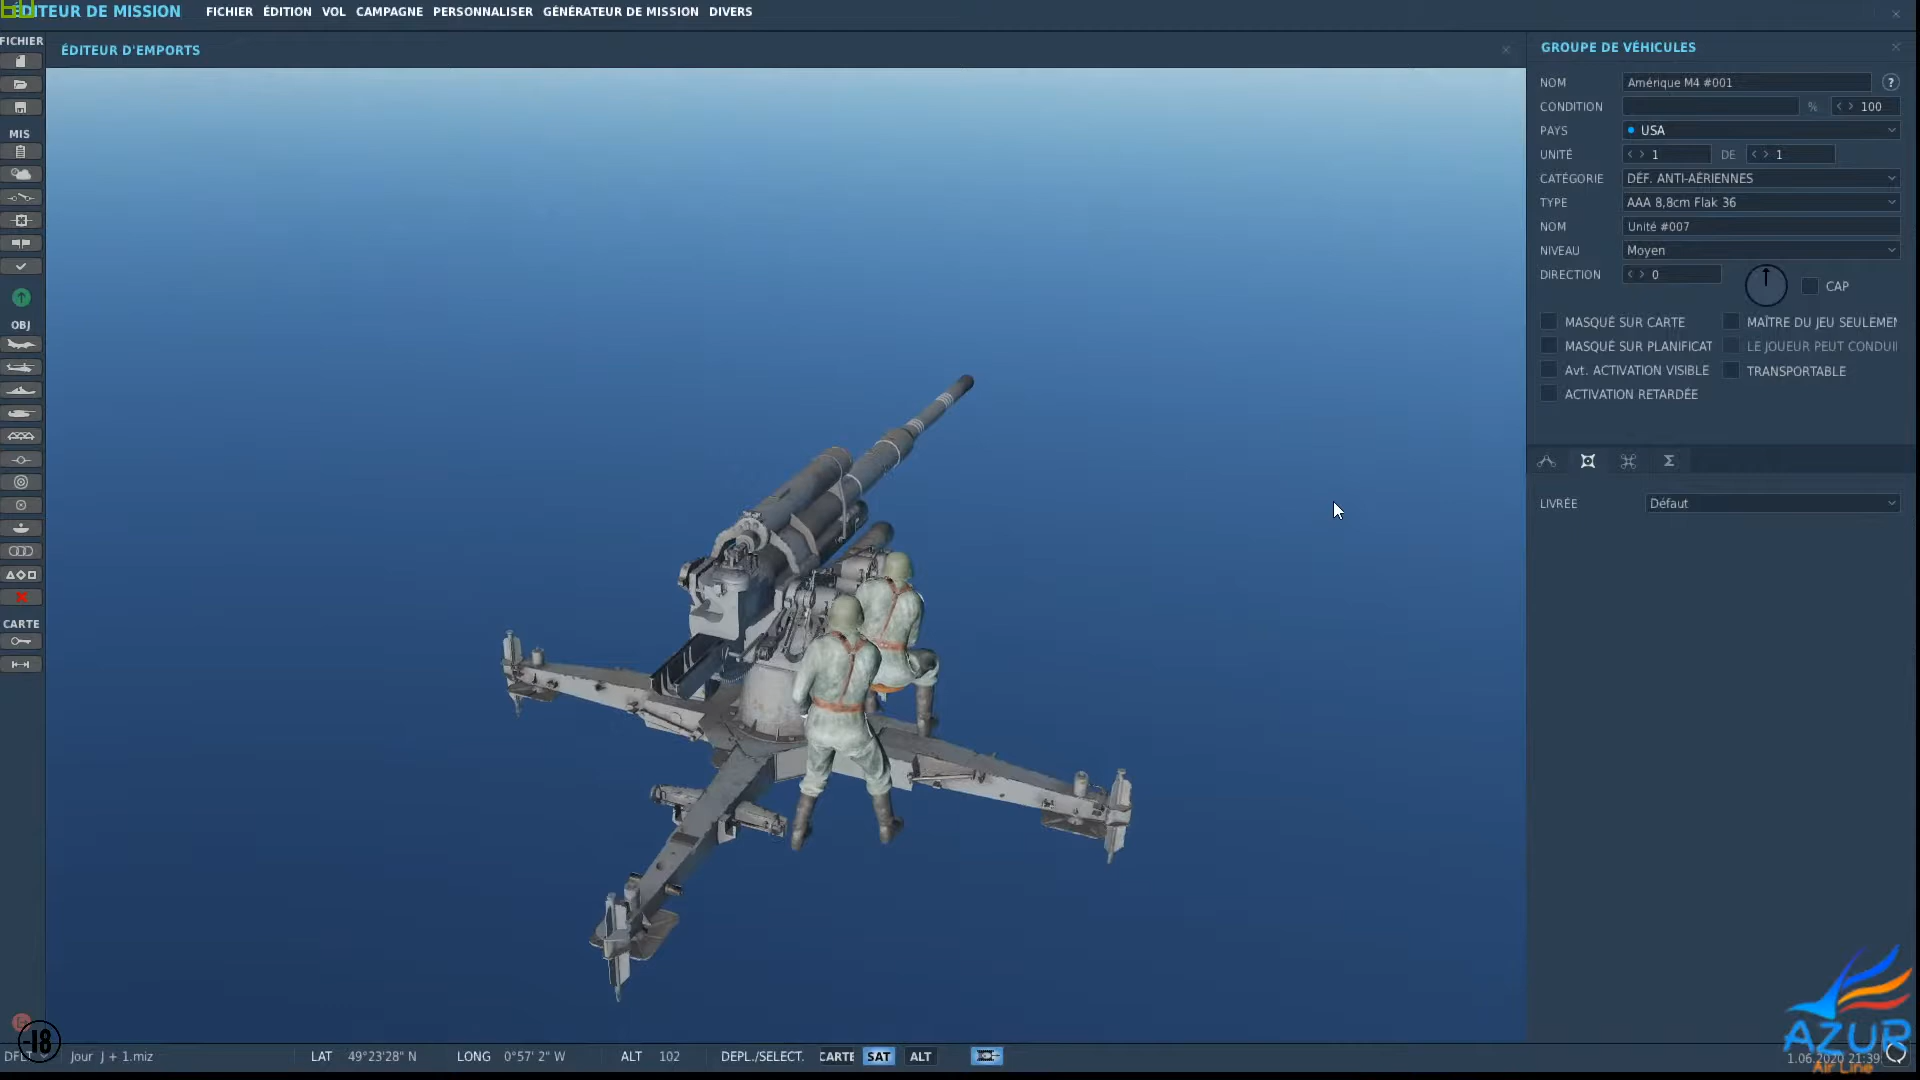 ÉDITEUR DE MISSION FICHIER ÉDITION VOL CAMPAGNE PERSONNALISER GÉNÉRATEUR DE MISSION DIVERS
FICHIER
MIS
OBJ
CARTE
ÉDITEUR D'EMPORTS
GROUPE DE VÉHICULES
NOM Amérique M4 #001 ?
CONDITION % < > 100
PAYS USA
UNITÉ < > 1 DE < > 1
CATÉGORIE DÉF. ANTI-AÉRIENNES
TYPE AAA 8,8cm Flak 36
NOM Unité #007
NIVEAU Moyen
DIRECTION < > 0 CAP
MASQUÉ SUR CARTE MAÎTRE DU JEU SEULEMEN
MASQUÉ SUR PLANIFICAT LE JOUEUR PEUT CONDUI
Avt. ACTIVATION VISIBLE TRANSPORTABLE
ACTIVATION RETARDÉE
LIVRÉE Défaut
-18
DFLT Jour J + 1.miz LAT 49°23'28" N LONG 0°57' 2" W ALT 102 DEPL./SELECT. CARTE SAT ALT
1.06.2020 21:39
AZUR
Air Line